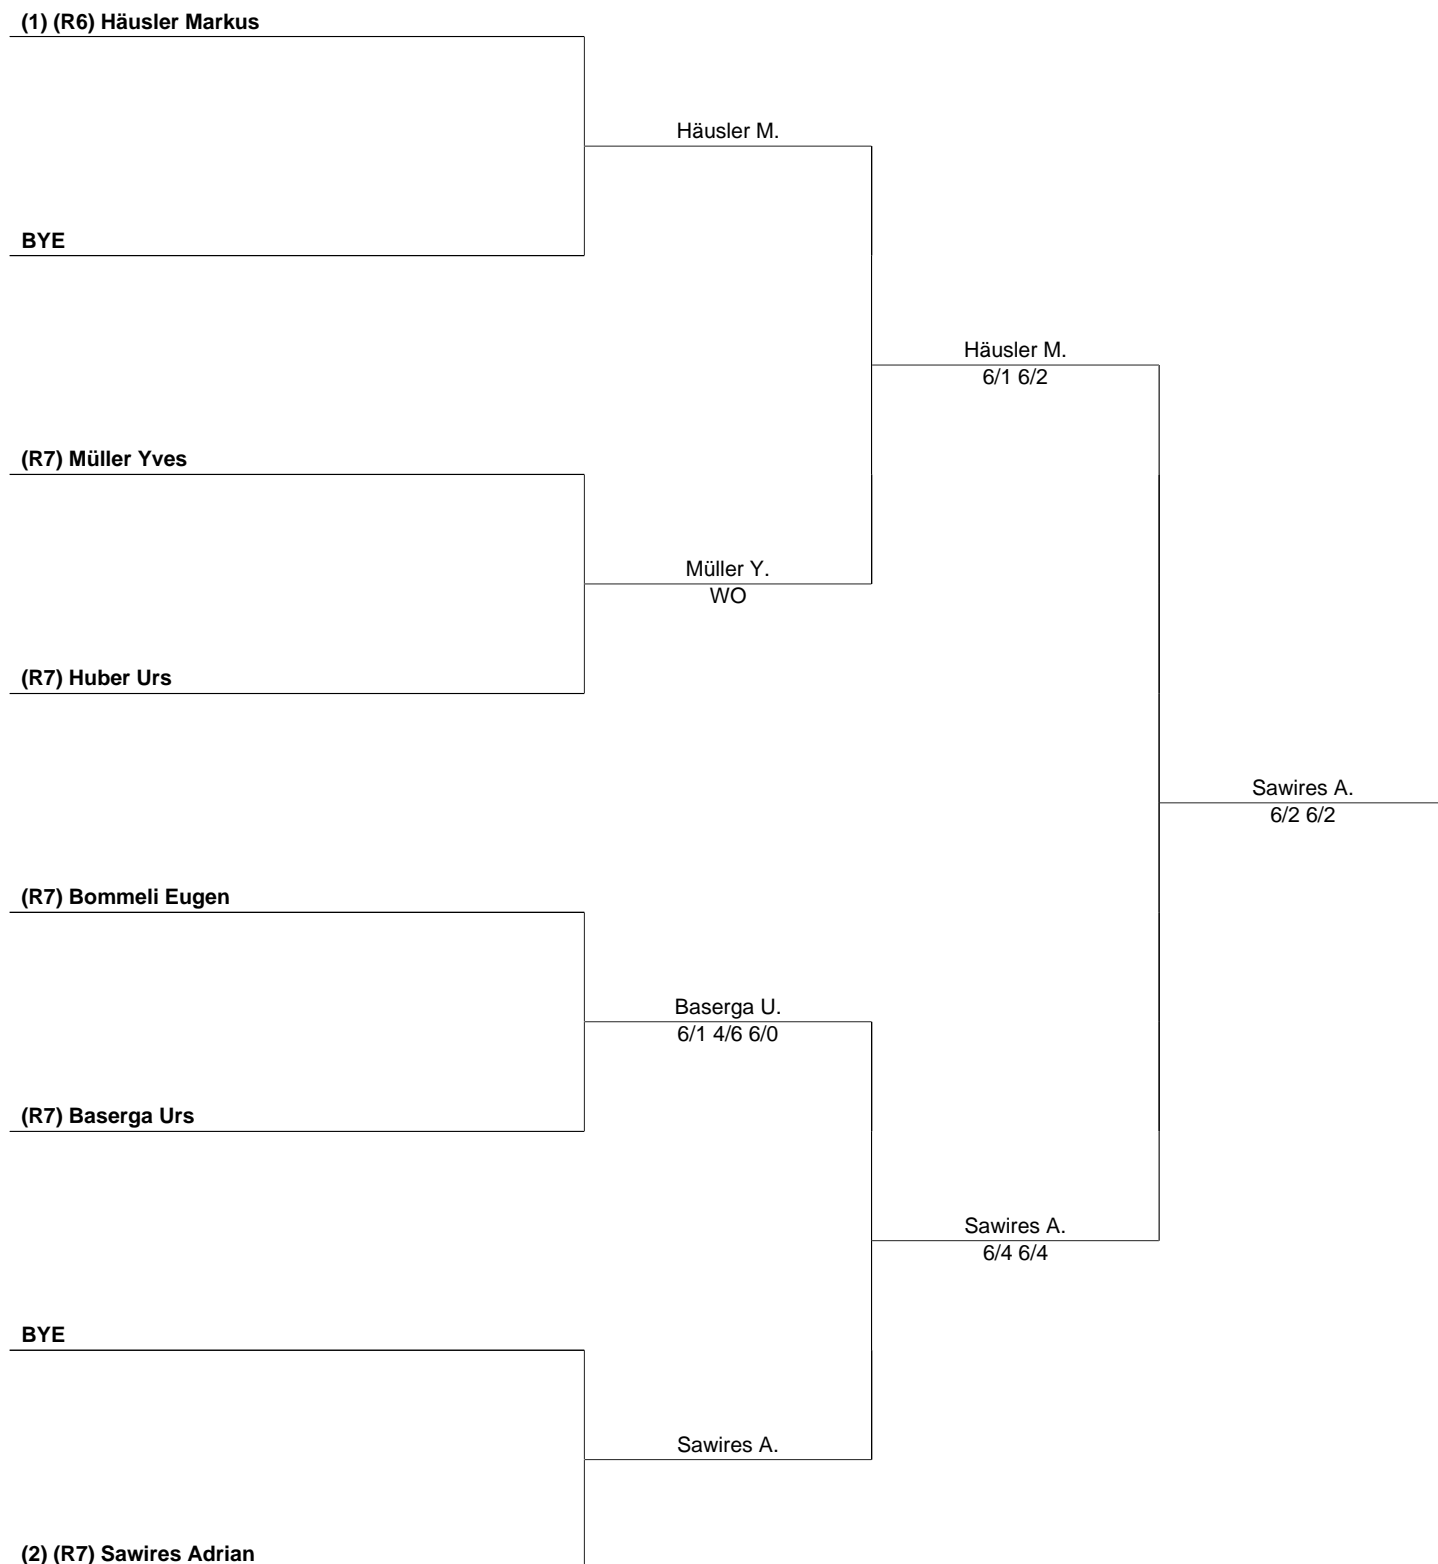 (1) (R6) Häusler Markus
Häusler M.
BYE
Häusler M.
6/1 6/2
(R7) Müller Yves
Müller Y.
WO
(R7) Huber Urs
Sawires A.
6/2 6/2
(R7) Bommeli Eugen
Baserga U.
6/1 4/6 6/0
(R7) Baserga Urs
Sawires A.
6/4 6/4
BYE
Sawires A.
(2) (R7) Sawires Adrian